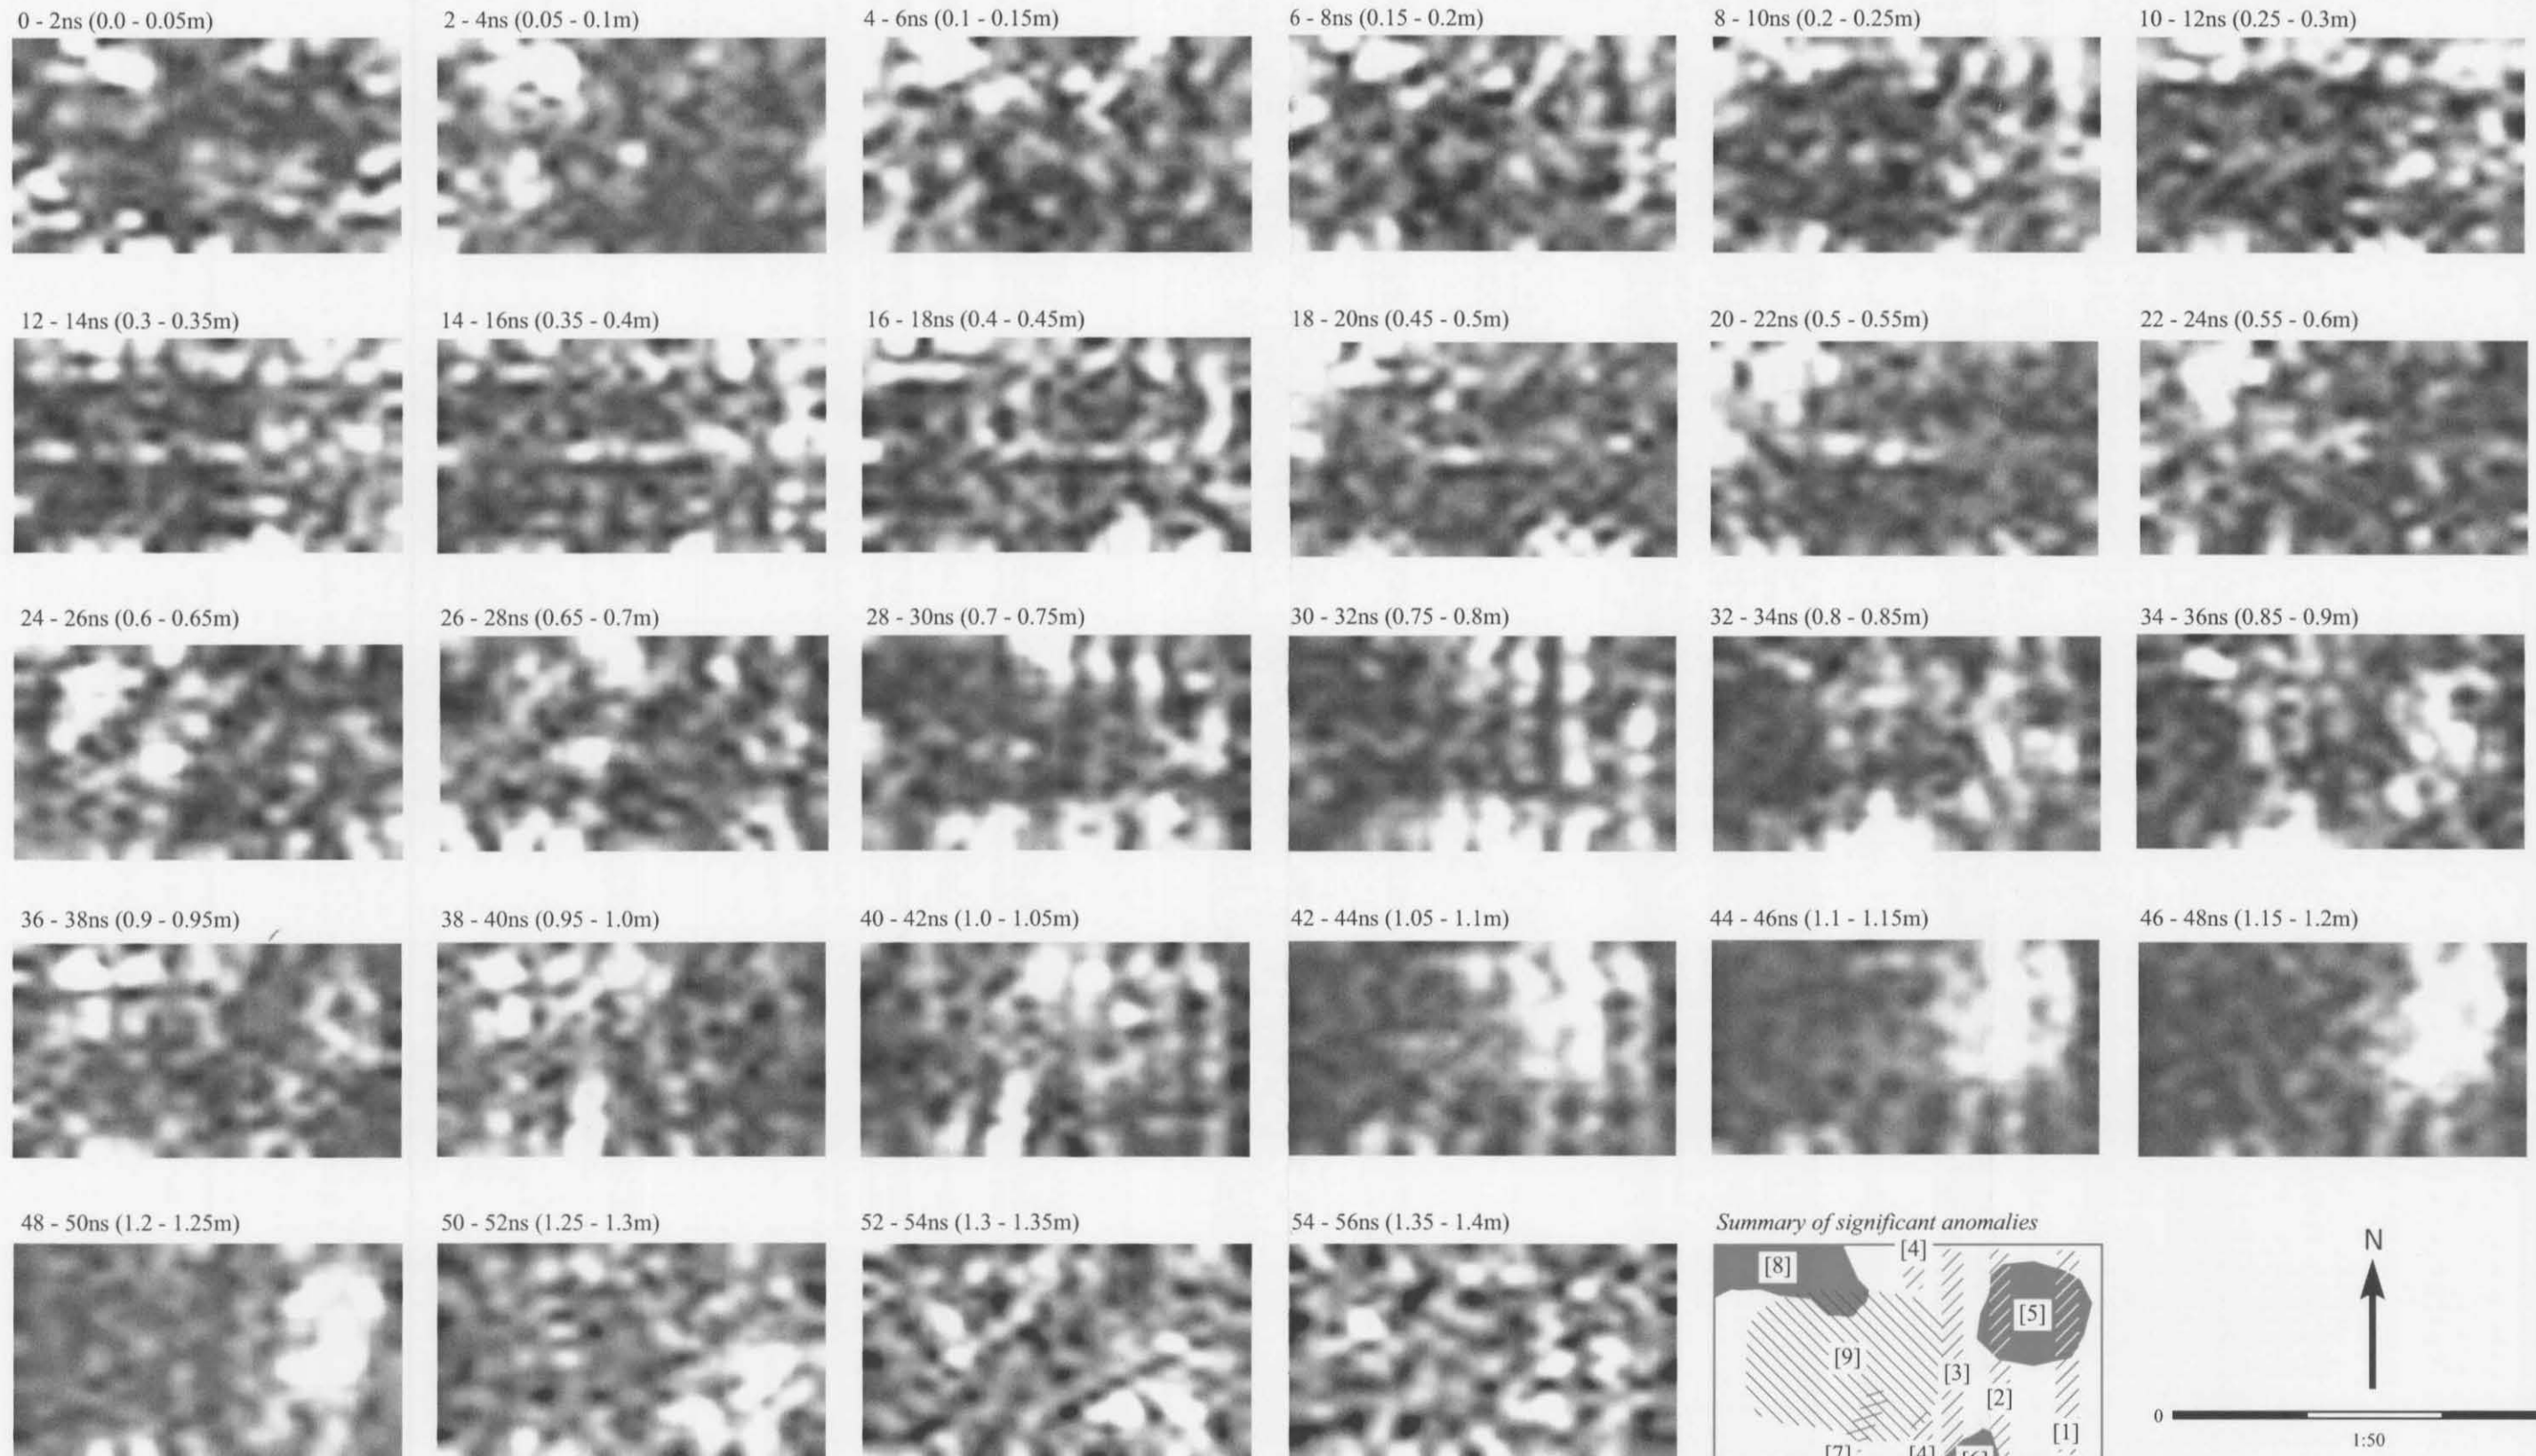 0 - 2ns (0.0 - 0.05m)
2 - 4ns (0.05 - 0.1m)
4 - 6ns (0.1 - 0.15m)
6 - 8ns (0.15 - 0.2m)
8 - 10ns (0.2 - 0.25m)
10 - 12ns (0.25 - 0.3m)
12 - 14ns (0.3 - 0.35m)
14 - 16ns (0.35 - 0.4m)
16 - 18ns (0.4 - 0.45m)
18 - 20ns (0.45 - 0.5m)
20 - 22ns (0.5 - 0.55m)
22 - 24ns (0.55 - 0.6m)
24 - 26ns (0.6 - 0.65m)
26 - 28ns (0.65 - 0.7m)
28 - 30ns (0.7 - 0.75m)
30 - 32ns (0.75 - 0.8m)
32 - 34ns (0.8 - 0.85m)
34 - 36ns (0.85 - 0.9m)
36 - 38ns (0.9 - 0.95m)
38 - 40ns (0.95 - 1.0m)
40 - 42ns (1.0 - 1.05m)
42 - 44ns (1.05 - 1.1m)
44 - 46ns (1.1 - 1.15m)
46 - 48ns (1.15 - 1.2m)
48 - 50ns (1.2 - 1.25m)
50 - 52ns (1.25 - 1.3m)
52 - 54ns (1.3 - 1.35m)
54 - 56ns (1.35 - 1.4m)
Summary of significant anomalies
[4]
[8]
[5]
[9]
[3]
[2]
[1]
[7]
[4]
[6]
N
0
1:50